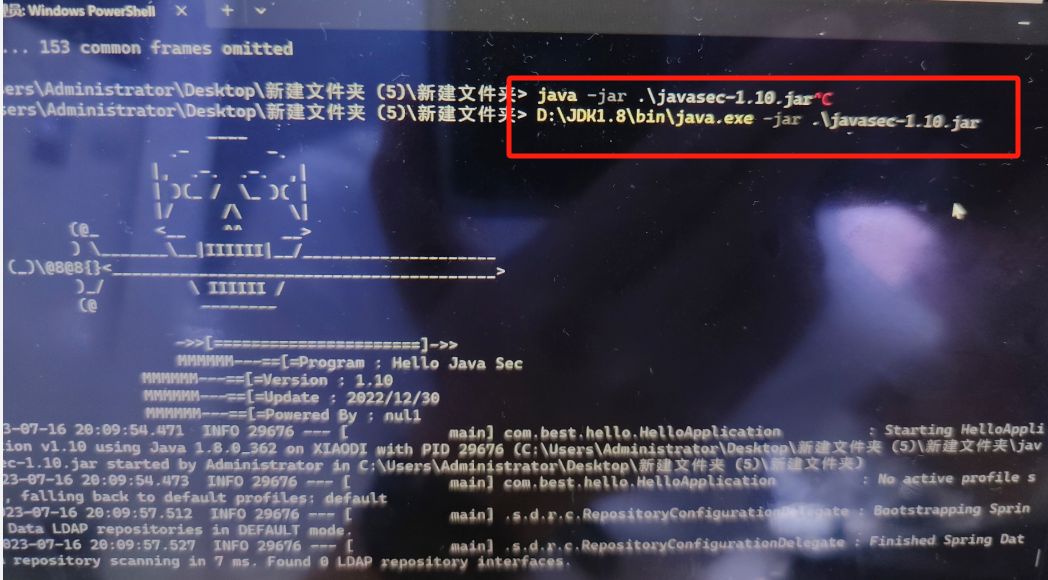 员: Windows PowerShell
... 153 common frames omitted
ers\Administrator\Desktop\新建文件夹 (5)\新建文件夹> java -jar .\javasec-1.10.jar^C
sers\Administrator\Desktop\新建文件夹 (5)\新建文件夹> D:\JDK1.8\bin\java.exe -jar .\javasec-1.10.jar
->>[======================]->>
MMMMMM---==[=Program : Hello Java Sec
MMMMMM---==[=Version : 1.10
MMMMMM---==[=Update : 2022/12/30
MMMMMM---==[=Powered By : nul1
3-07-16 20:09:54.471 INFO 29676 --- [ main] com.best.hello.HelloApplication : Starting HelloAppli
ion v1.10 using Java 1.8.0_362 on XIAODI with PID 29676 (C:\Users\Administrator\Desktop\新建文件夹 (5)\新建文件夹\jav
ec-1.10.jar started by Administrator in C:\Users\Administrator\Desktop\新建文件夹 (5)\新建文件夹)
23-07-16 20:09:54.473 INFO 29676 --- [ main] com.best.hello.HelloApplication : No active profile s
, falling back to default profiles: default
023-07-16 20:09:57.512 INFO 29676 --- [ main] .s.d.r.c.RepositoryConfigurationDelegate : Bootstrapping Sprin
Data LDAP repositories in DEFAULT mode.
023-07-16 20:09:57.527 INFO 29676 --- [ main] .s.d.r.c.RepositoryConfigurationDelegate : Finished Spring Dat
repository scanning in 7 ms. Found 0 LDAP repository interfaces.